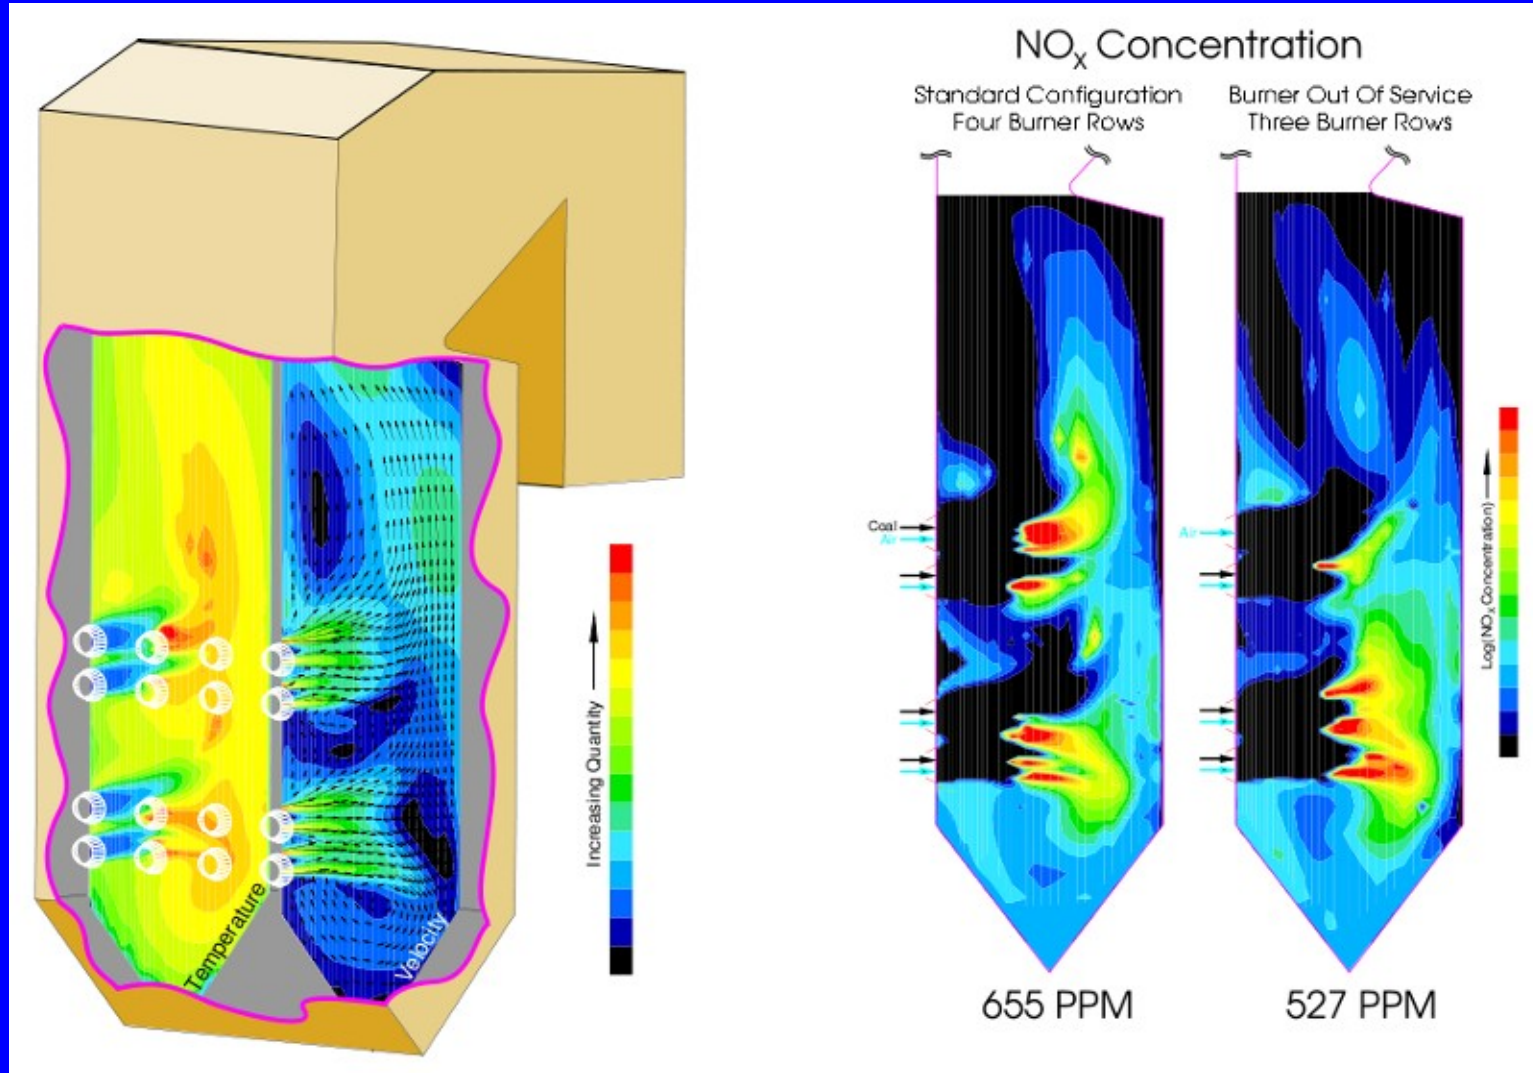 NOx Concentration
Standard Configuration
Four Burner Rows
Burner Out Of Service
Three Burner Rows
Coal
Air
Air
Temperature
Velocity
Increasing Quantity
Log(NOx Concentration)
655 PPM
527 PPM